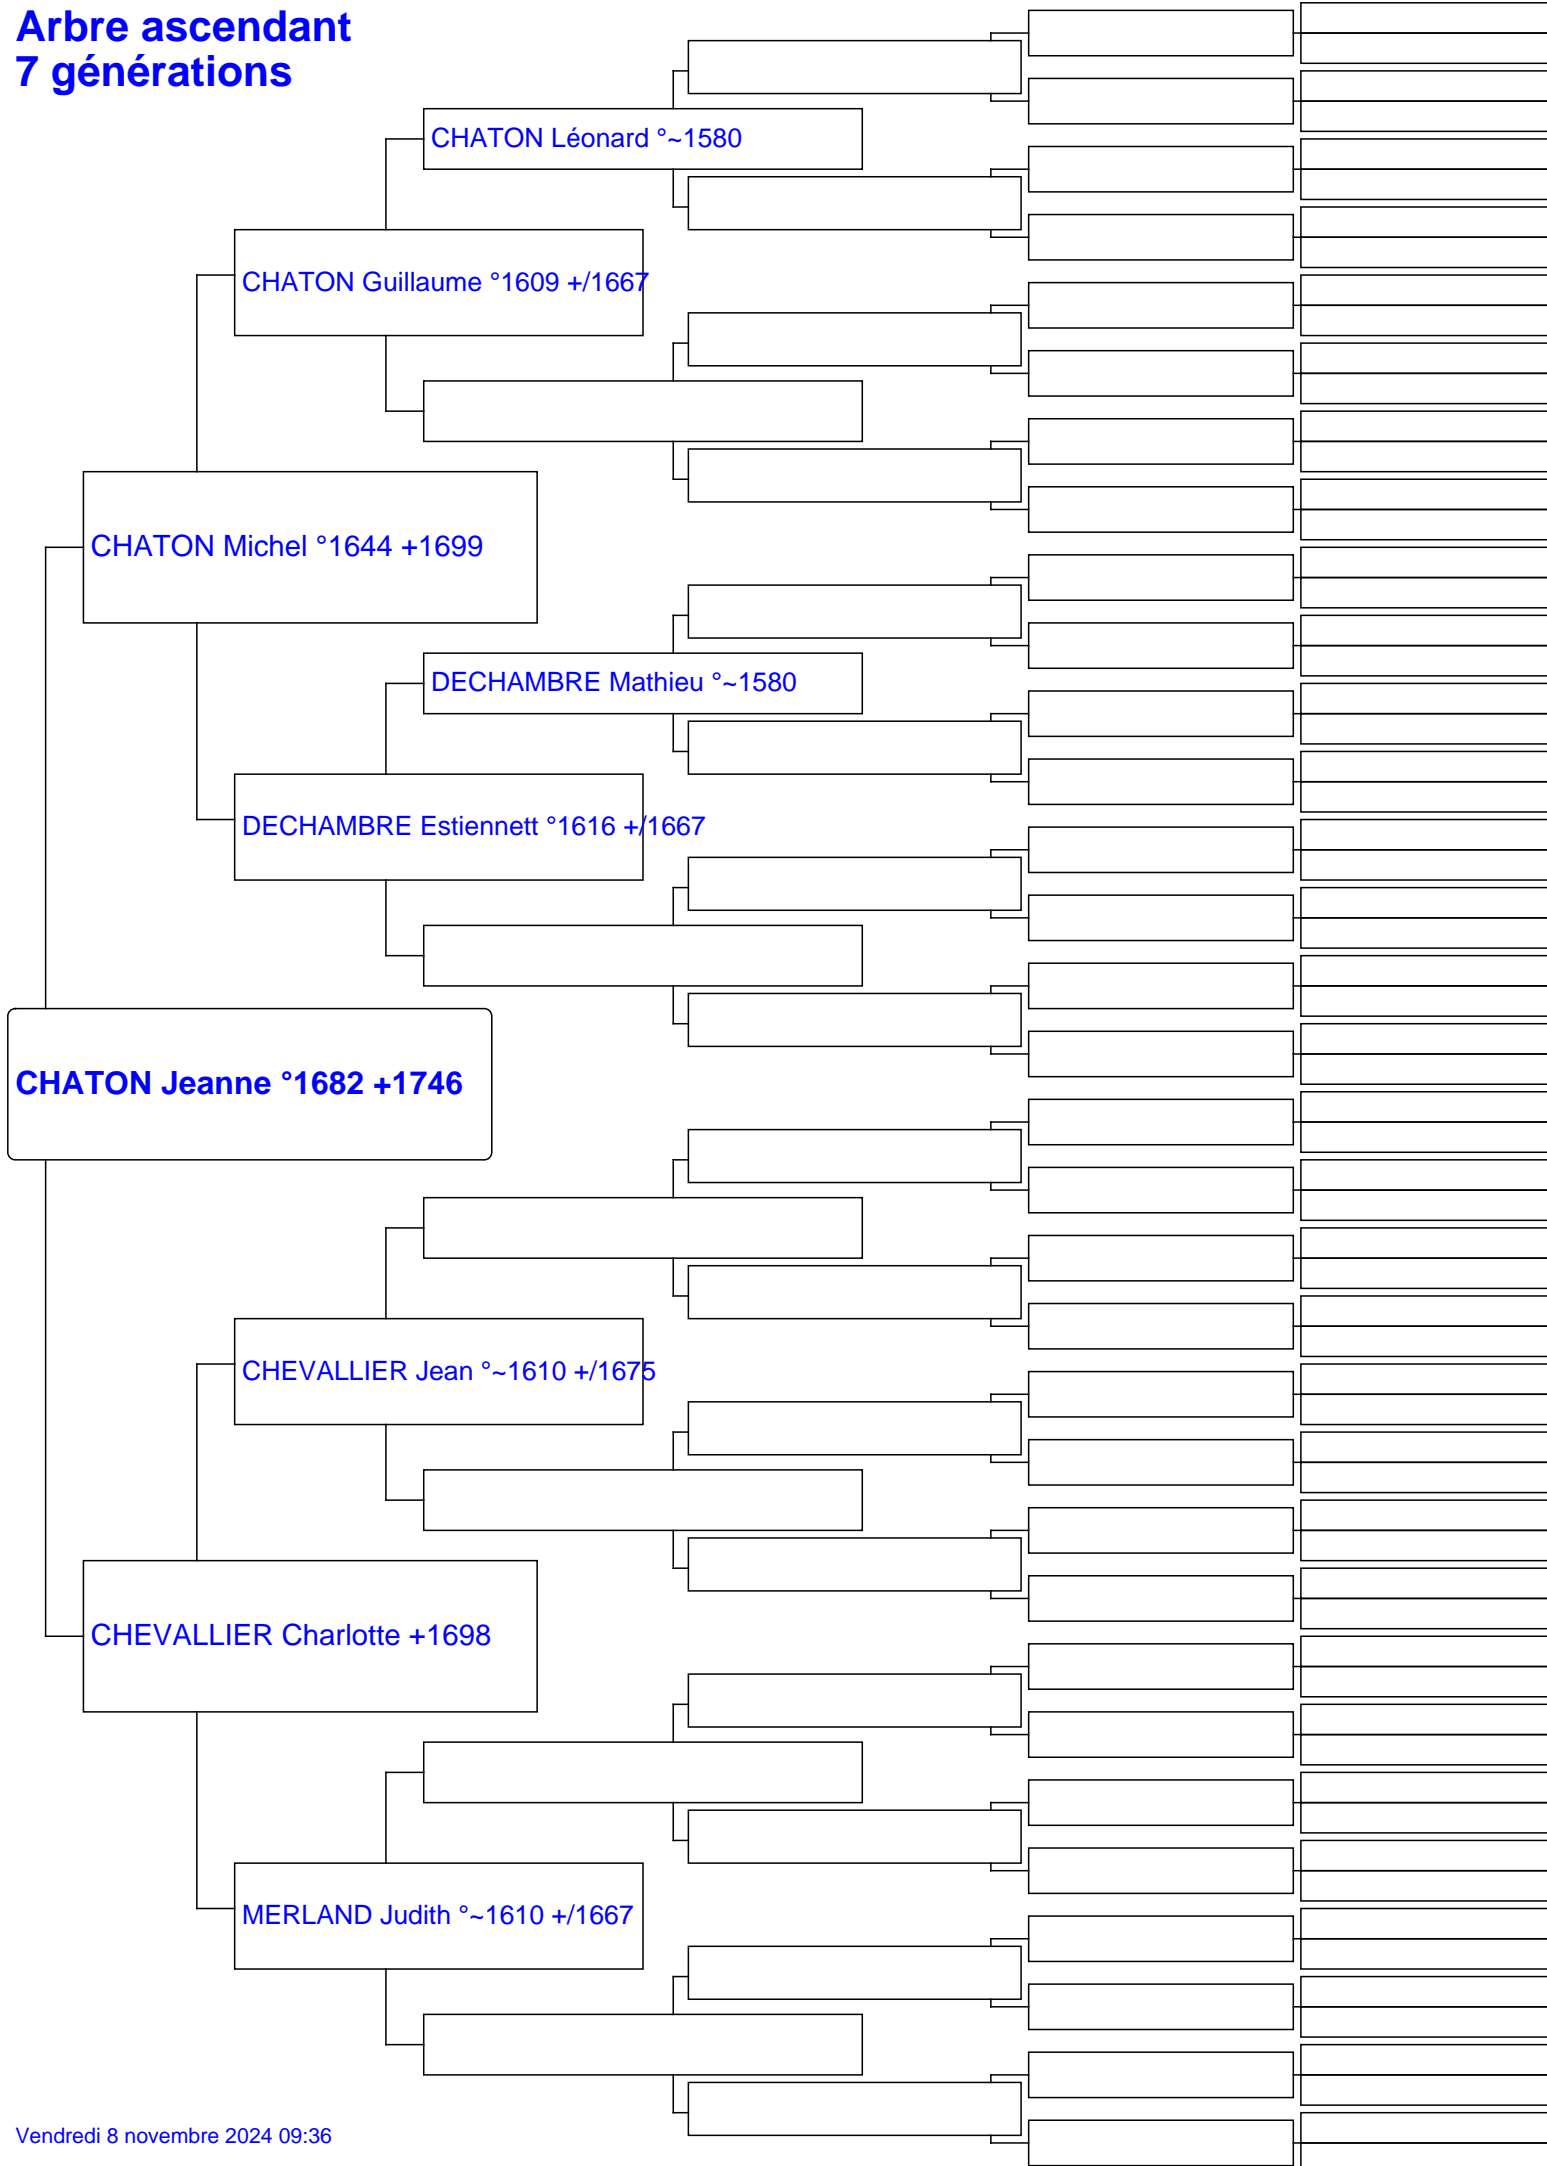 Arbre ascendant
7 générations
CHATON Léonard °~1580
CHATON Guillaume °1609 +/1667
CHATON Michel °1644 +1699
DECHAMBRE Mathieu °~1580
DECHAMBRE Estiennett °1616 +/1667
CHATON Jeanne °1682 +1746
CHEVALLIER Jean °~1610 +/1675
CHEVALLIER Charlotte +1698
MERLAND Judith °~1610 +/1667
Vendredi 8 novembre 2024 09:36